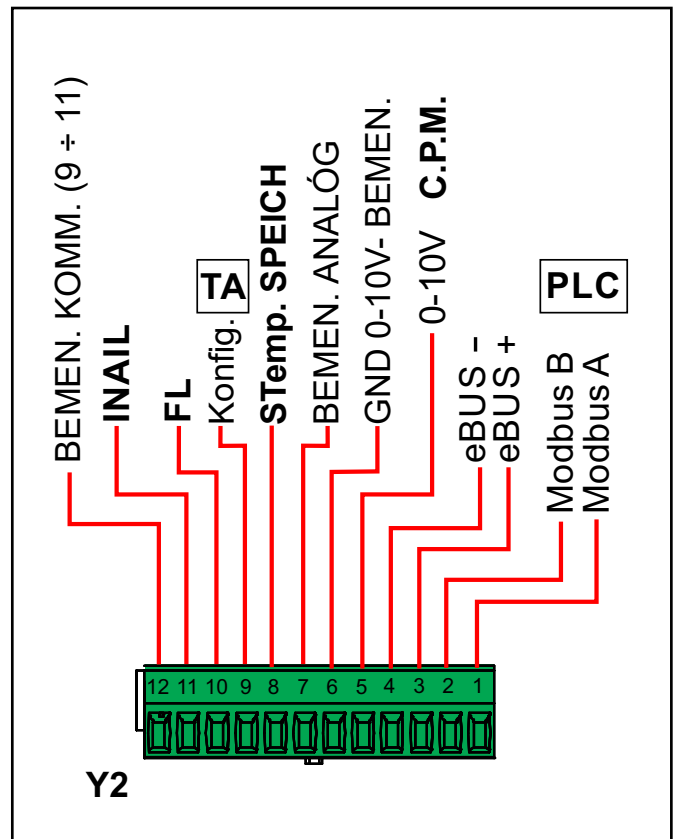 BEMEN. KOMM. (9 ÷ 11)
INAIL
FL
TA
Konfig.
STemp. SPEICH
BEMEN. ANALÓG
GND 0-10V- BEMEN.
0-10V C.P.M.
eBUS −
eBUS +
PLC
Modbus B
Modbus A
12 11 10 9 8 7 6 5 4 3 2 1
Y2